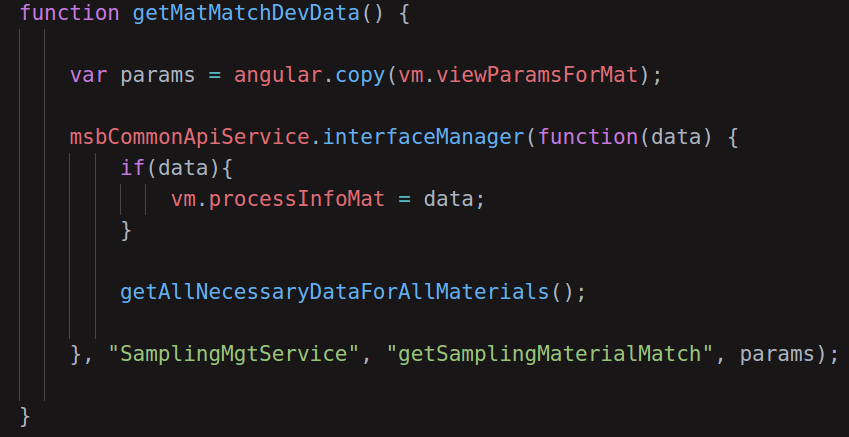 function getMatMatchDevData() {
var params = angular.copy(vm.viewParamsForMat);
msbCommonApiService.interfaceManager(function(data) {
if(data){
vm.processInfoMat = data;
}
getAllNecessaryDataForAllMaterials();
}, "SamplingMgtService", "getSamplingMaterialMatch", params);
}